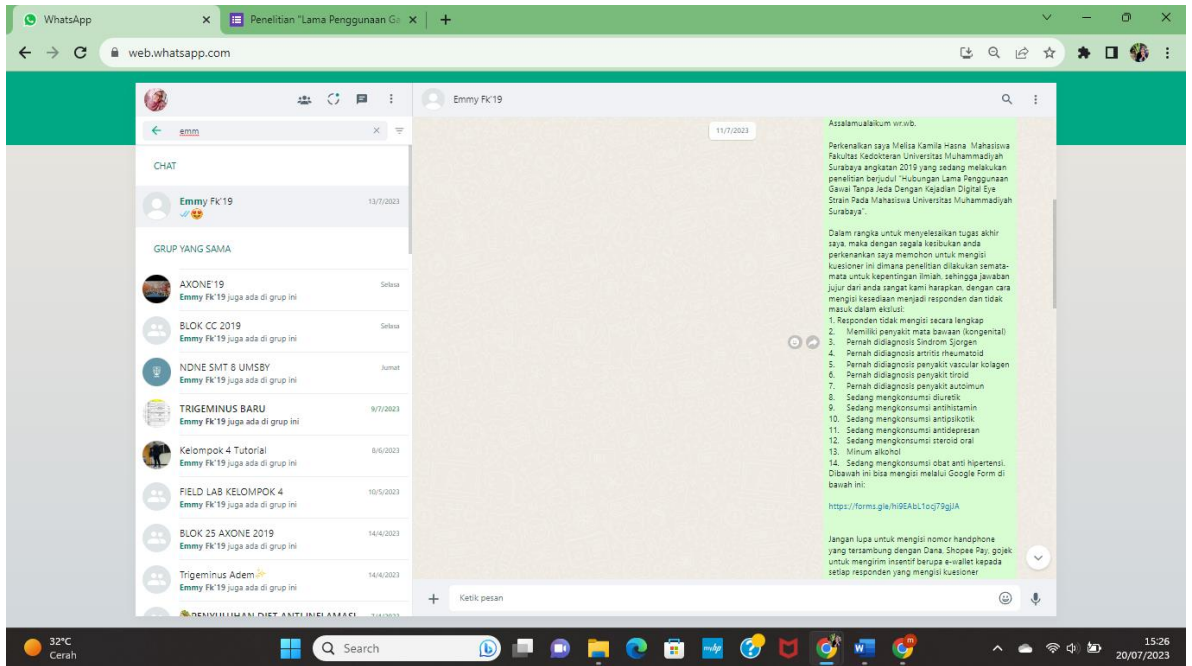 WhatsApp
Penelitian "Lama Penggunaan Ga
web.whatsapp.com
emm
CHAT
Emmy Fk'19
13/7/2023
GRUP YANG SAMA
AXONE'19
Selasa
Emmy Fk'19 juga ada di grup ini
BLOK CC 2019
Selasa
Emmy Fk'19 juga ada di grup ini
NDNE SMT 8 UMSBY
Jumat
Emmy Fk'19 juga ada di grup ini
TRIGEMINUS BARU
9/7/2023
Emmy Fk'19 juga ada di grup ini
Kelompok 4 Tutorial
8/6/2023
Emmy Fk'19 juga ada di grup ini
FIELD LAB KELOMPOK 4
10/5/2023
Emmy Fk'19 juga ada di grup ini
BLOK 25 AXONE 2019
14/4/2023
Emmy Fk'19 juga ada di grup ini
Trigeminus Adem
14/4/2023
Emmy Fk'19 juga ada di grup ini
PENYULUHAN DIET ANTI INFLAMASI
Emmy Fk'19
11/7/2023
Assalamualaikum wr.wb.
Perkenalkan saya Melisa Kamila Hasna Mahasiswa
Fakultas Kedokteran Universitas Muhammadiyah
Surabaya angkatan 2019 yang sedang melakukan
penelitian berjudul "Hubungan Lama Penggunaan
Gawai Tanpa Jeda Dengan Kejadian Digital Eye
Strain Pada Mahasiswa Universitas Muhammadiyah
Surabaya".
Dalam rangka untuk menyelesaikan tugas akhir
saya, maka dengan segala kesibukan anda
perkenankan saya memohon untuk mengisi
kuesioner ini dimana penelitian dilakukan semata-
mata untuk kepentingan ilmiah, sehingga jawaban
jujur dari anda sangat kami harapkan, dengan cara
mengisi kesediaan menjadi responden dan tidak
masuk dalam ekslusi:
1. Responden tidak mengisi secara lengkap
2. Memiliki penyakit mata bawaan (kongenital)
3. Pernah didiagnosis Sindrom Sjorgen
4. Pernah didiagnosis artritis rheumatoid
5. Pernah didiagnosis penyakit vascular kolagen
6. Pernah didiagnosis penyakit tiroid
7. Pernah didiagnosis penyakit autoimun
8. Sedang mengkonsumsi diuretik
9. Sedang mengkonsumsi antihistamin
10. Sedang mengkonsumsi antipsikotik
11. Sedang mengkonsumsi antidepresan
12. Sedang mengkonsumsi steroid oral
13. Minum alkohol
14. Sedang mengkonsumsi obat anti hipertensi.
Dibawah ini bisa mengisi melalui Google Form di
bawah ini:
https://forms.gle/hi9EAbL1ocj79gjJA
Jangan lupa untuk mengisi nomor handphone
yang tersambung dengan Dana, Shopee Pay, gojek
untuk mengirim insentif berupa e-wallet kepada
setiap responden yang mengisi kuesioner
Ketik pesan
32°C
Cerah
Search
15:26
20/07/2023